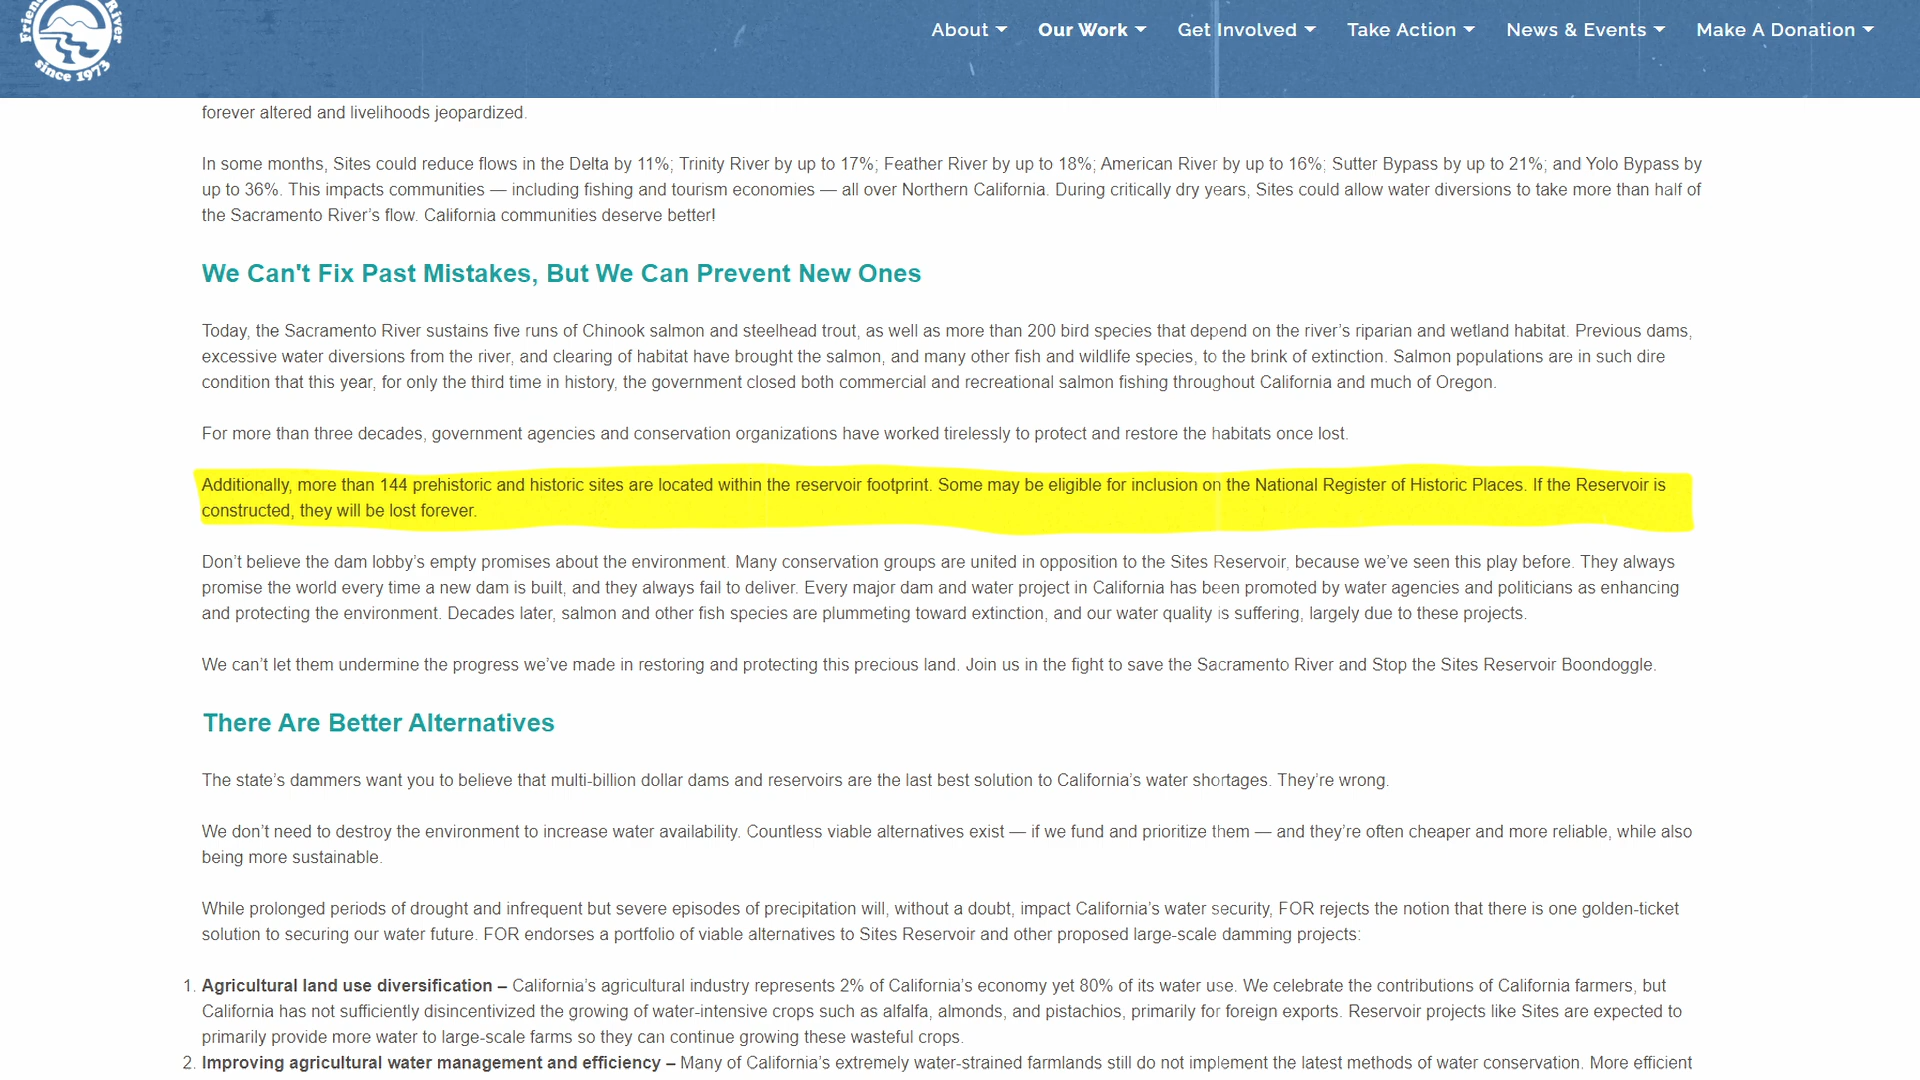 Frien River
since 1973
About Our Work Get Involved Take Action News & Events Make A Donation
forever altered and livelihoods jeopardized.
In some months, Sites could reduce flows in the Delta by 11%; Trinity River by up to 17%; Feather River by up to 18%; American River by up to 16%; Sutter Bypass by up to 21%; and Yolo Bypass by
up to 36%. This impacts communities — including fishing and tourism economies — all over Northern California. During critically dry years, Sites could allow water diversions to take more than half of
the Sacramento River’s flow. California communities deserve better!
We Can't Fix Past Mistakes, But We Can Prevent New Ones
Today, the Sacramento River sustains five runs of Chinook salmon and steelhead trout, as well as more than 200 bird species that depend on the river’s riparian and wetland habitat. Previous dams,
excessive water diversions from the river, and clearing of habitat have brought the salmon, and many other fish and wildlife species, to the brink of extinction. Salmon populations are in such dire
condition that this year, for only the third time in history, the government closed both commercial and recreational salmon fishing throughout California and much of Oregon.
For more than three decades, government agencies and conservation organizations have worked tirelessly to protect and restore the habitats once lost.
Additionally, more than 144 prehistoric and historic sites are located within the reservoir footprint. Some may be eligible for inclusion on the National Register of Historic Places. If the Reservoir is
constructed, they will be lost forever.
Don’t believe the dam lobby’s empty promises about the environment. Many conservation groups are united in opposition to the Sites Reservoir, because we’ve seen this play before. They always
promise the world every time a new dam is built, and they always fail to deliver. Every major dam and water project in California has been promoted by water agencies and politicians as enhancing
and protecting the environment. Decades later, salmon and other fish species are plummeting toward extinction, and our water quality is suffering, largely due to these projects.
We can’t let them undermine the progress we’ve made in restoring and protecting this precious land. Join us in the fight to save the Sacramento River and Stop the Sites Reservoir Boondoggle.
There Are Better Alternatives
The state’s dammers want you to believe that multi-billion dollar dams and reservoirs are the last best solution to California’s water shortages. They’re wrong.
We don’t need to destroy the environment to increase water availability. Countless viable alternatives exist — if we fund and prioritize them — and they’re often cheaper and more reliable, while also
being more sustainable.
While prolonged periods of drought and infrequent but severe episodes of precipitation will, without a doubt, impact California’s water security, FOR rejects the notion that there is one golden-ticket
solution to securing our water future. FOR endorses a portfolio of viable alternatives to Sites Reservoir and other proposed large-scale damming projects:
1. Agricultural land use diversification – California’s agricultural industry represents 2% of California’s economy yet 80% of its water use. We celebrate the contributions of California farmers, but
California has not sufficiently disincentivized the growing of water-intensive crops such as alfalfa, almonds, and pistachios, primarily for foreign exports. Reservoir projects like Sites are expected to
primarily provide more water to large-scale farms so they can continue growing these wasteful crops.
2. Improving agricultural water management and efficiency – Many of California’s extremely water-strained farmlands still do not implement the latest methods of water conservation. More efficient